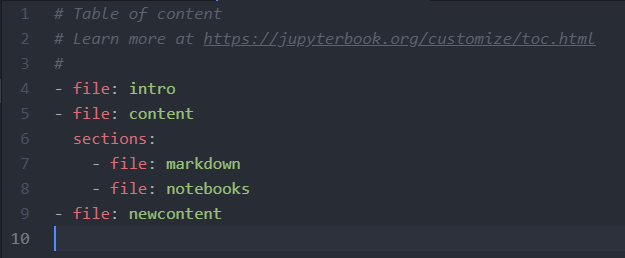 1 # Table of content
2 # Learn more at https://jupyterbook.org/customize/toc.html
3 #
4 - file: intro
5 - file: content
6   sections:
7     - file: markdown
8     - file: notebooks
9 - file: newcontent
10